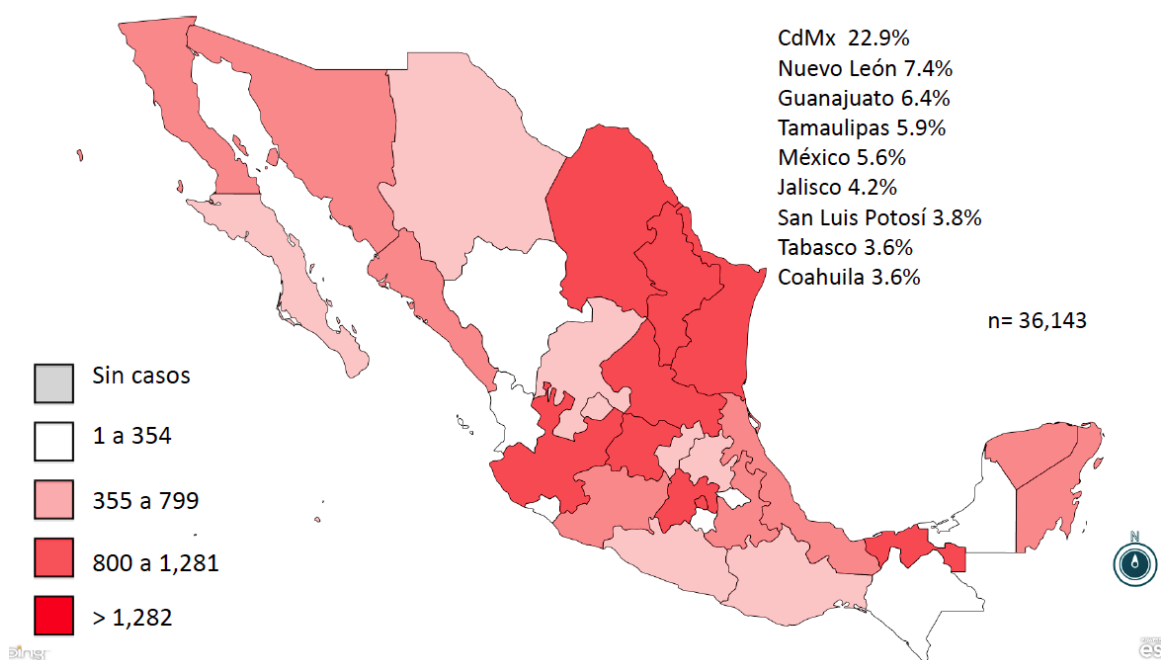 CdMx 22.9%
Nuevo León 7.4%
Guanajuato 6.4%
Tamaulipas 5.9%
México 5.6%
Jalisco 4.2%
San Luis Potosí 3.8%
Tabasco 3.6%
Coahuila 3.6%
n= 36,143
Sin casos
1 a 354
355 a 799
800 a 1,281
> 1,282
N